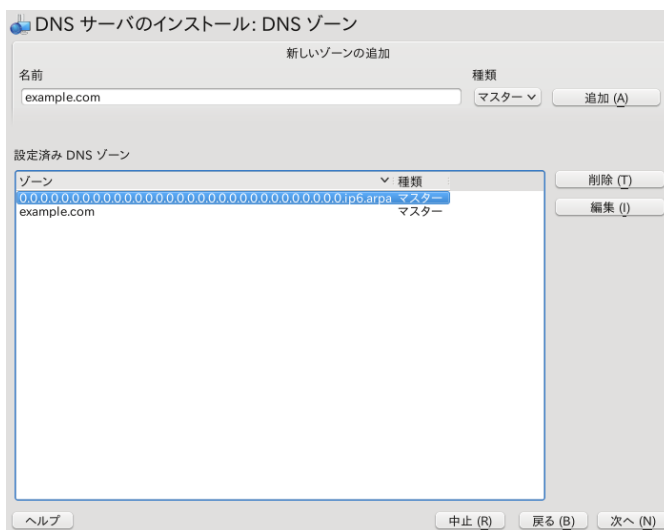 DNS サーバのインストール: DNS ゾーン
新しいゾーンの追加
名前 種類
example.com マスター 追加 (A)
設定済み DNS ゾーン
ゾーン 種類 削除 (T)
0.0.0.0.0.0.0.0.0.0.0.0.0.0.0.0.0.0.0.0.0.0.0.0.0.0.0.0.0.0.0.0.ip6.arpa マスター
example.com マスター 編集 (I)
ヘルプ 中止 (R) 戻る (B) 次へ (N)